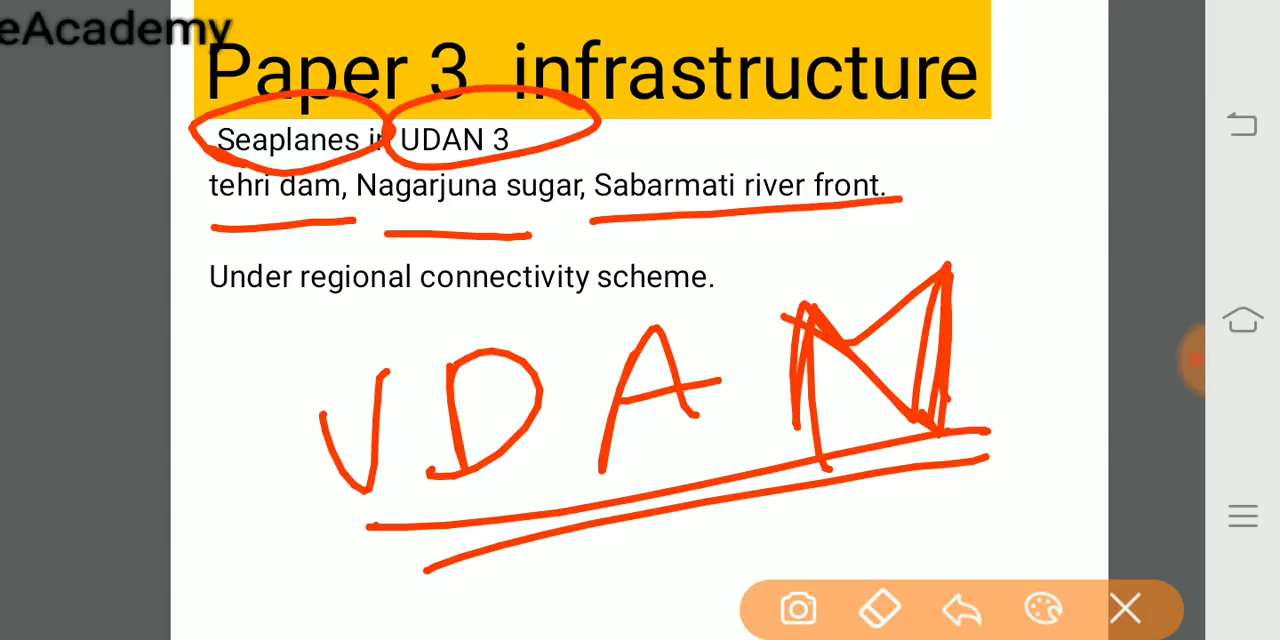 eAcademy
Paper 3 infrastructure
Seaplanes in UDAN 3
tehri dam, Nagarjuna sugar, Sabarmati river front.
Under regional connectivity scheme.
UDAN